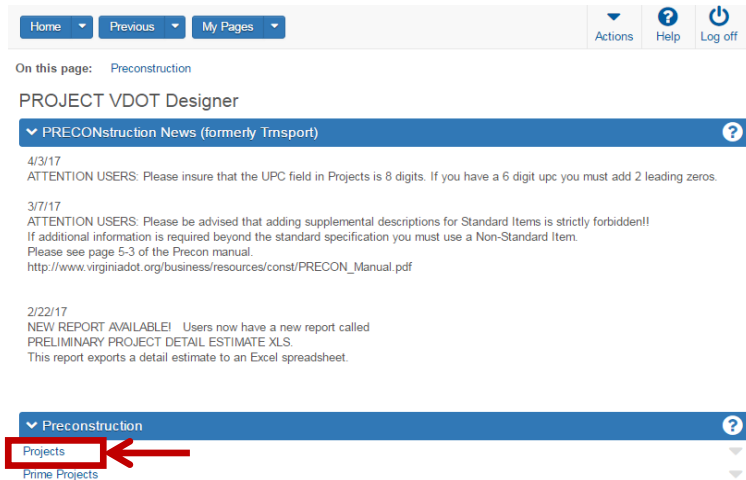 Home Previous My Pages Actions Help Log off
On this page: Preconstruction
PROJECT VDOT Designer
PRECONstruction News (formerly Trnsport)
4/3/17
ATTENTION USERS: Please insure that the UPC field in Projects is 8 digits. If you have a 6 digit upc you must add 2 leading zeros.
3/7/17
ATTENTION USERS: Please be advised that adding supplemental descriptions for Standard Items is strictly forbidden!!
If additional information is required beyond the standard specification you must use a Non-Standard Item.
Please see page 5-3 of the Precon manual.
http://www.virginiadot.org/business/resources/const/PRECON_Manual.pdf
2/22/17
NEW REPORT AVAILABLE! Users now have a new report called
PRELIMINARY PROJECT DETAIL ESTIMATE XLS.
This report exports a detail estimate to an Excel spreadsheet.
Preconstruction
Projects
Prime Projects